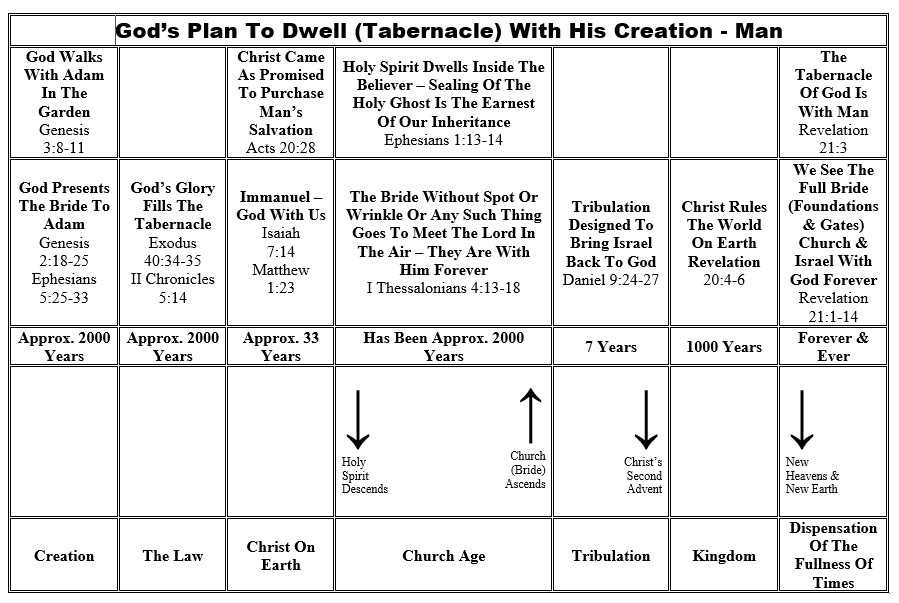 God's Plan To Dwell (Tabernacle) With His Creation - Man
God Walks
With Adam
In The
Garden
Genesis
3:8-11
Christ Came
As Promised
To Purchase
Man's
Salvation
Acts 20:28
Holy Spirit Dwells Inside The
Believer – Sealing Of The
Holy Ghost Is The Earnest
Of Our Inheritance
Ephesians 1:13-14
The
Tabernacle
Of God Is
With Man
Revelation
21:3
God Presents
The Bride To
Adam
Genesis
2:18-25
Ephesians
5:25-33
God's Glory
Fills The
Tabernacle
Exodus
40:34-35
II Chronicles
5:14
Immanuel –
God With Us
Isaiah
7:14
Matthew
1:23
The Bride Without Spot Or
Wrinkle Or Any Such Thing
Goes To Meet The Lord In
The Air – They Are With
Him Forever
I Thessalonians 4:13-18
Tribulation
Designed To
Bring Israel
Back To God
Daniel 9:24-27
Christ Rules
The World
On Earth
Revelation
20:4-6
We See The
Full Bride
(Foundations
& Gates)
Church &
Israel With
God Forever
Revelation
21:1-14
Approx. 2000
Years
Approx. 2000
Years
Approx. 33
Years
Has Been Approx. 2000
Years
7 Years
1000 Years
Forever &
Ever
Holy
Spirit
Descends
Church
(Bride)
Ascends
Christ's
Second
Advent
New
Heavens &
New Earth
Creation
The Law
Christ On
Earth
Church Age
Tribulation
Kingdom
Dispensation
Of The
Fullness Of
Times